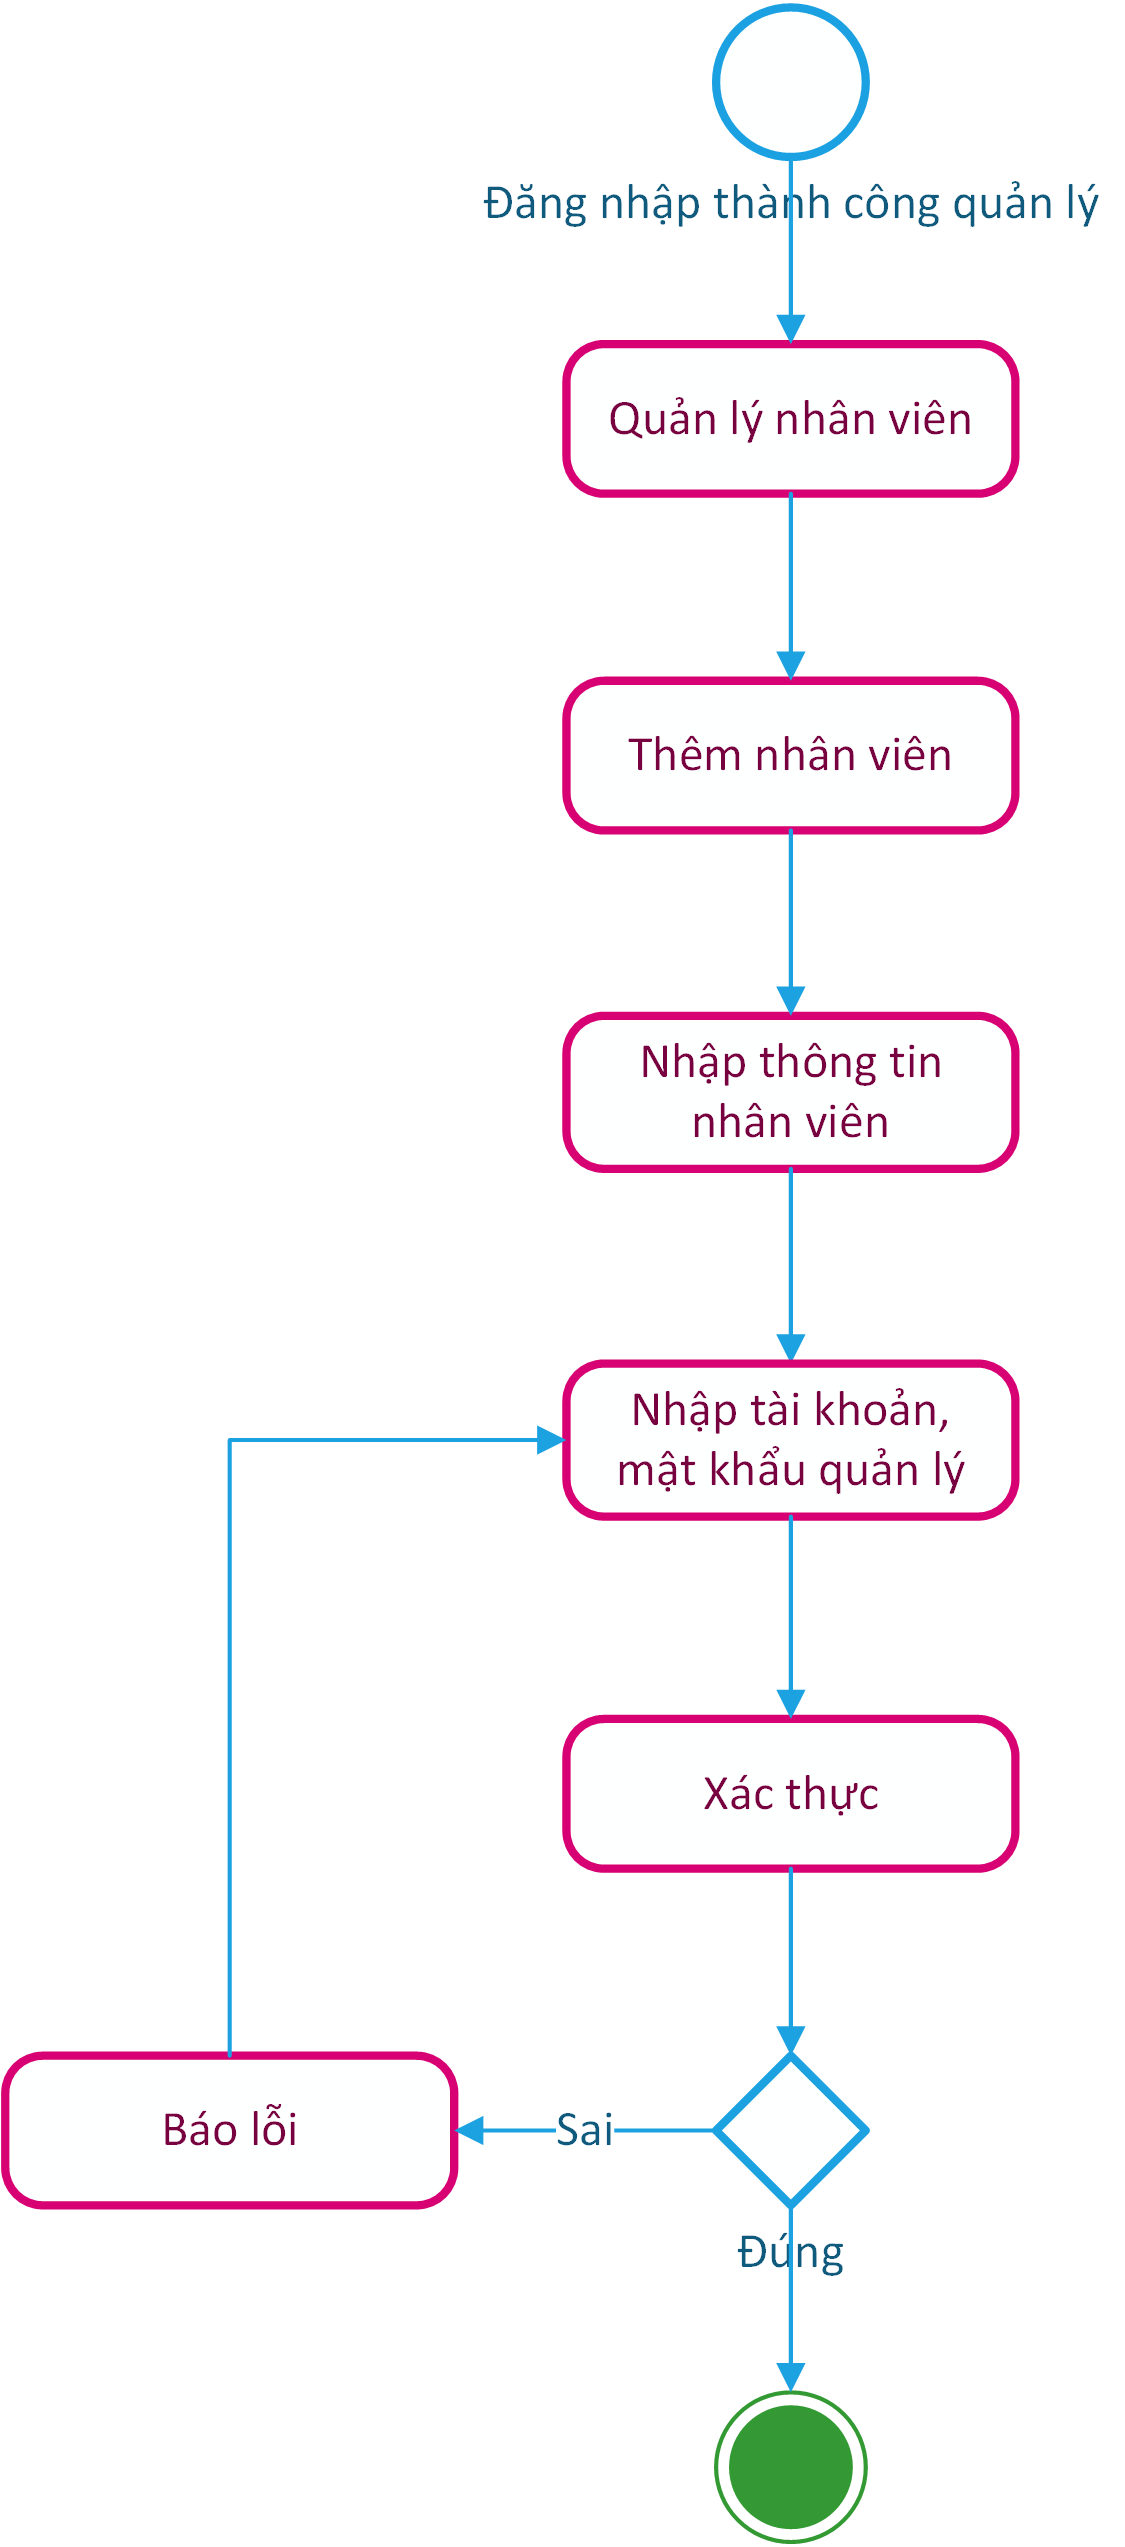 Đăng nhập thành công quản lý
Quản lý nhân viên
Thêm nhân viên
Nhập thông tin
nhân viên
Nhập tài khoản,
mật khẩu quản lý
Xác thực
Báo lỗi
Sai
Đúng